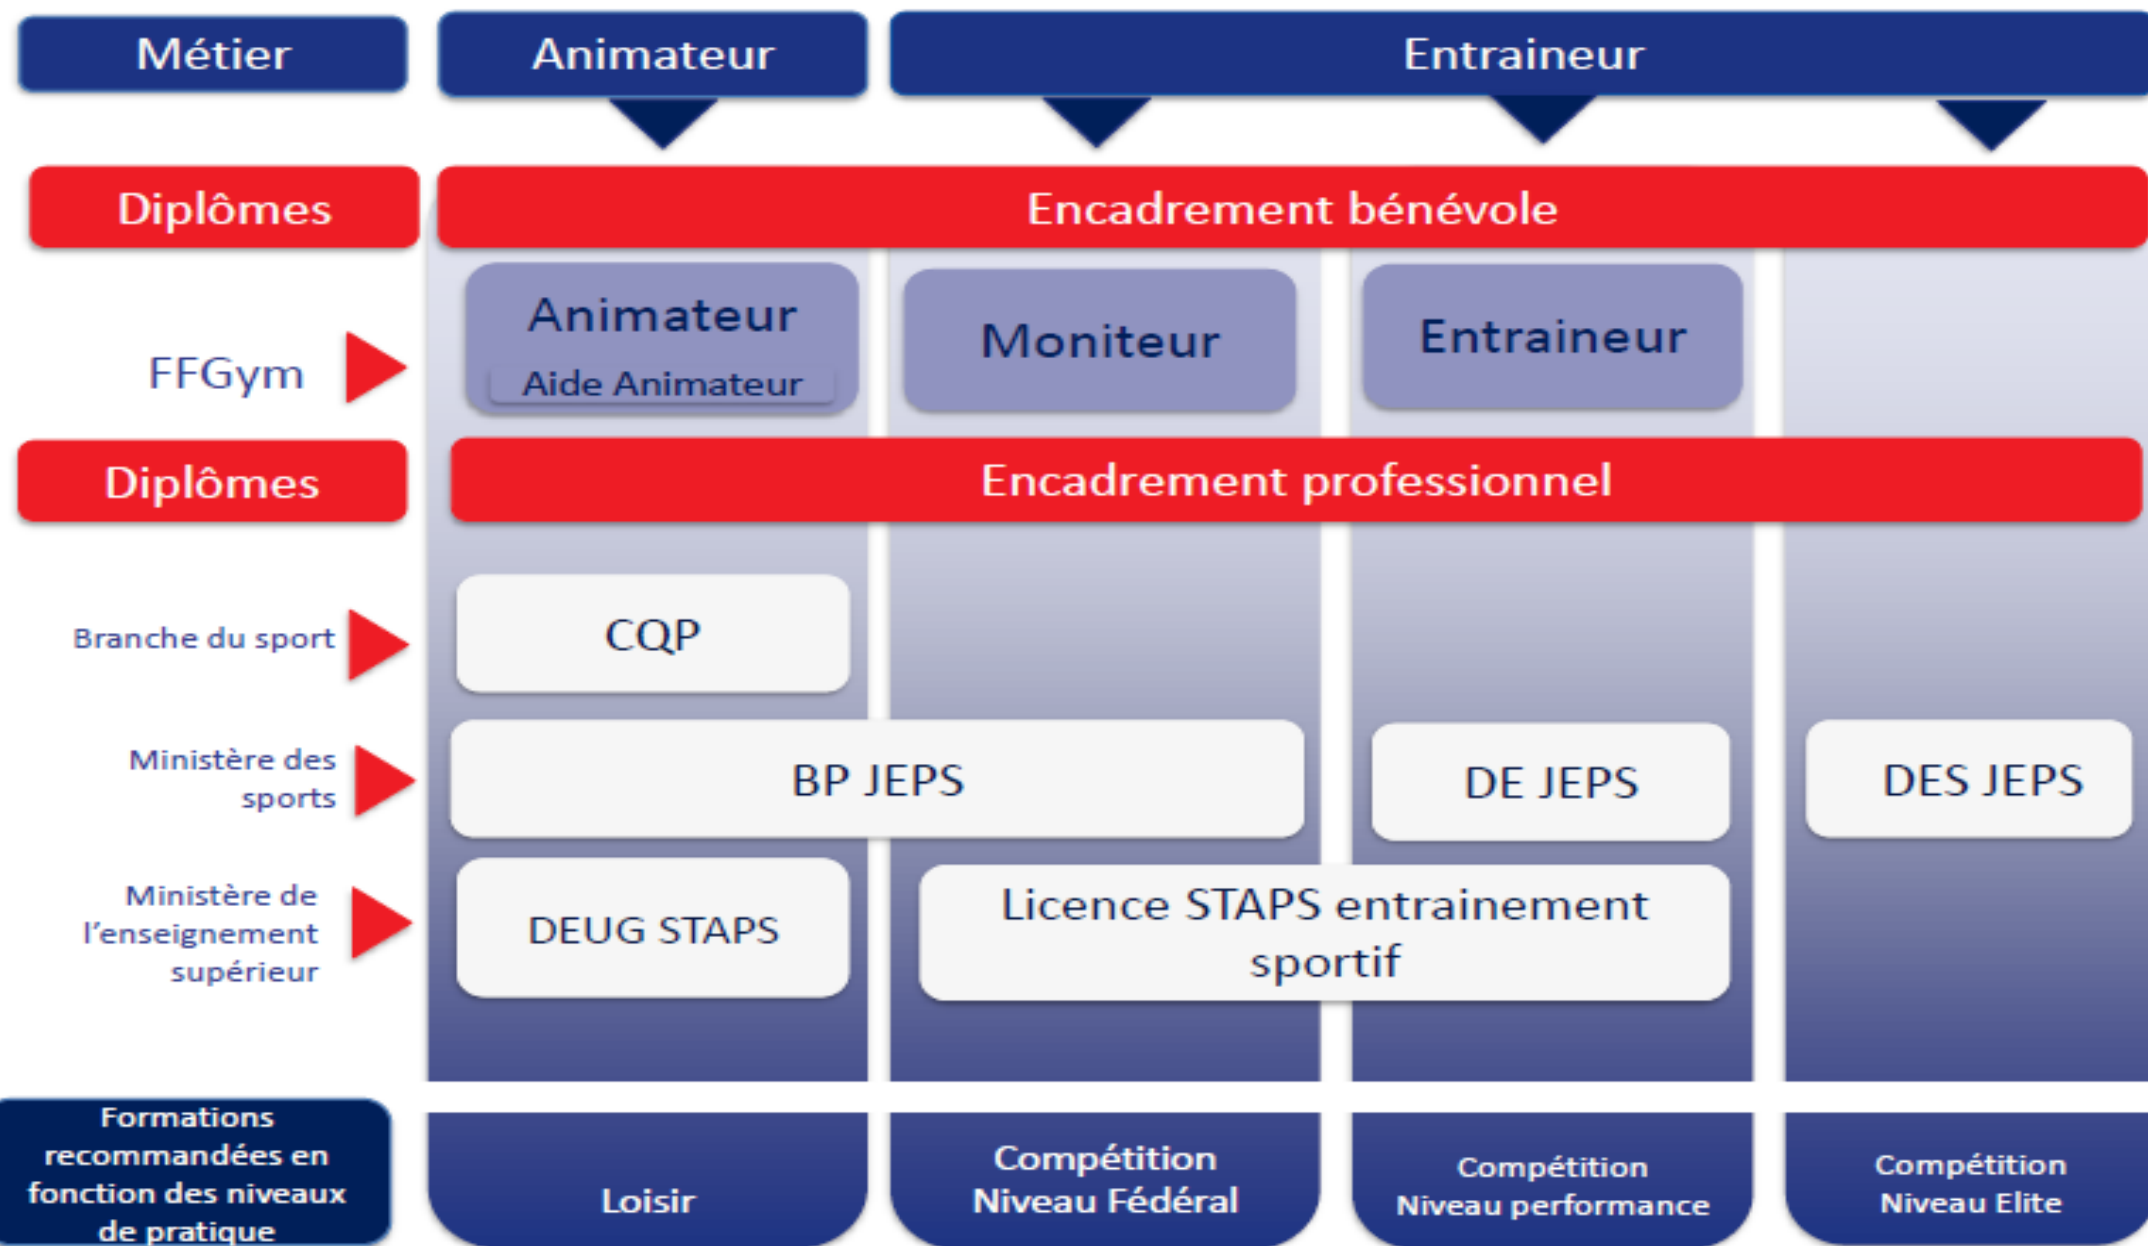 Métier
Animateur
Entraineur
Diplômes
Encadrement bénévole
FFGym
Animateur
Aide Animateur
Moniteur
Entraineur
Diplômes
Encadrement professionnel
Branche du sport
CQP
Ministère des
sports
BP JEPS
DE JEPS
DES JEPS
Ministère de
l’enseignement
supérieur
DEUG STAPS
Licence STAPS entrainement
sportif
Formations
recommandées en
fonction des niveaux
de pratique
Loisir
Compétition
Niveau Fédéral
Compétition
Niveau performance
Compétition
Niveau Elite